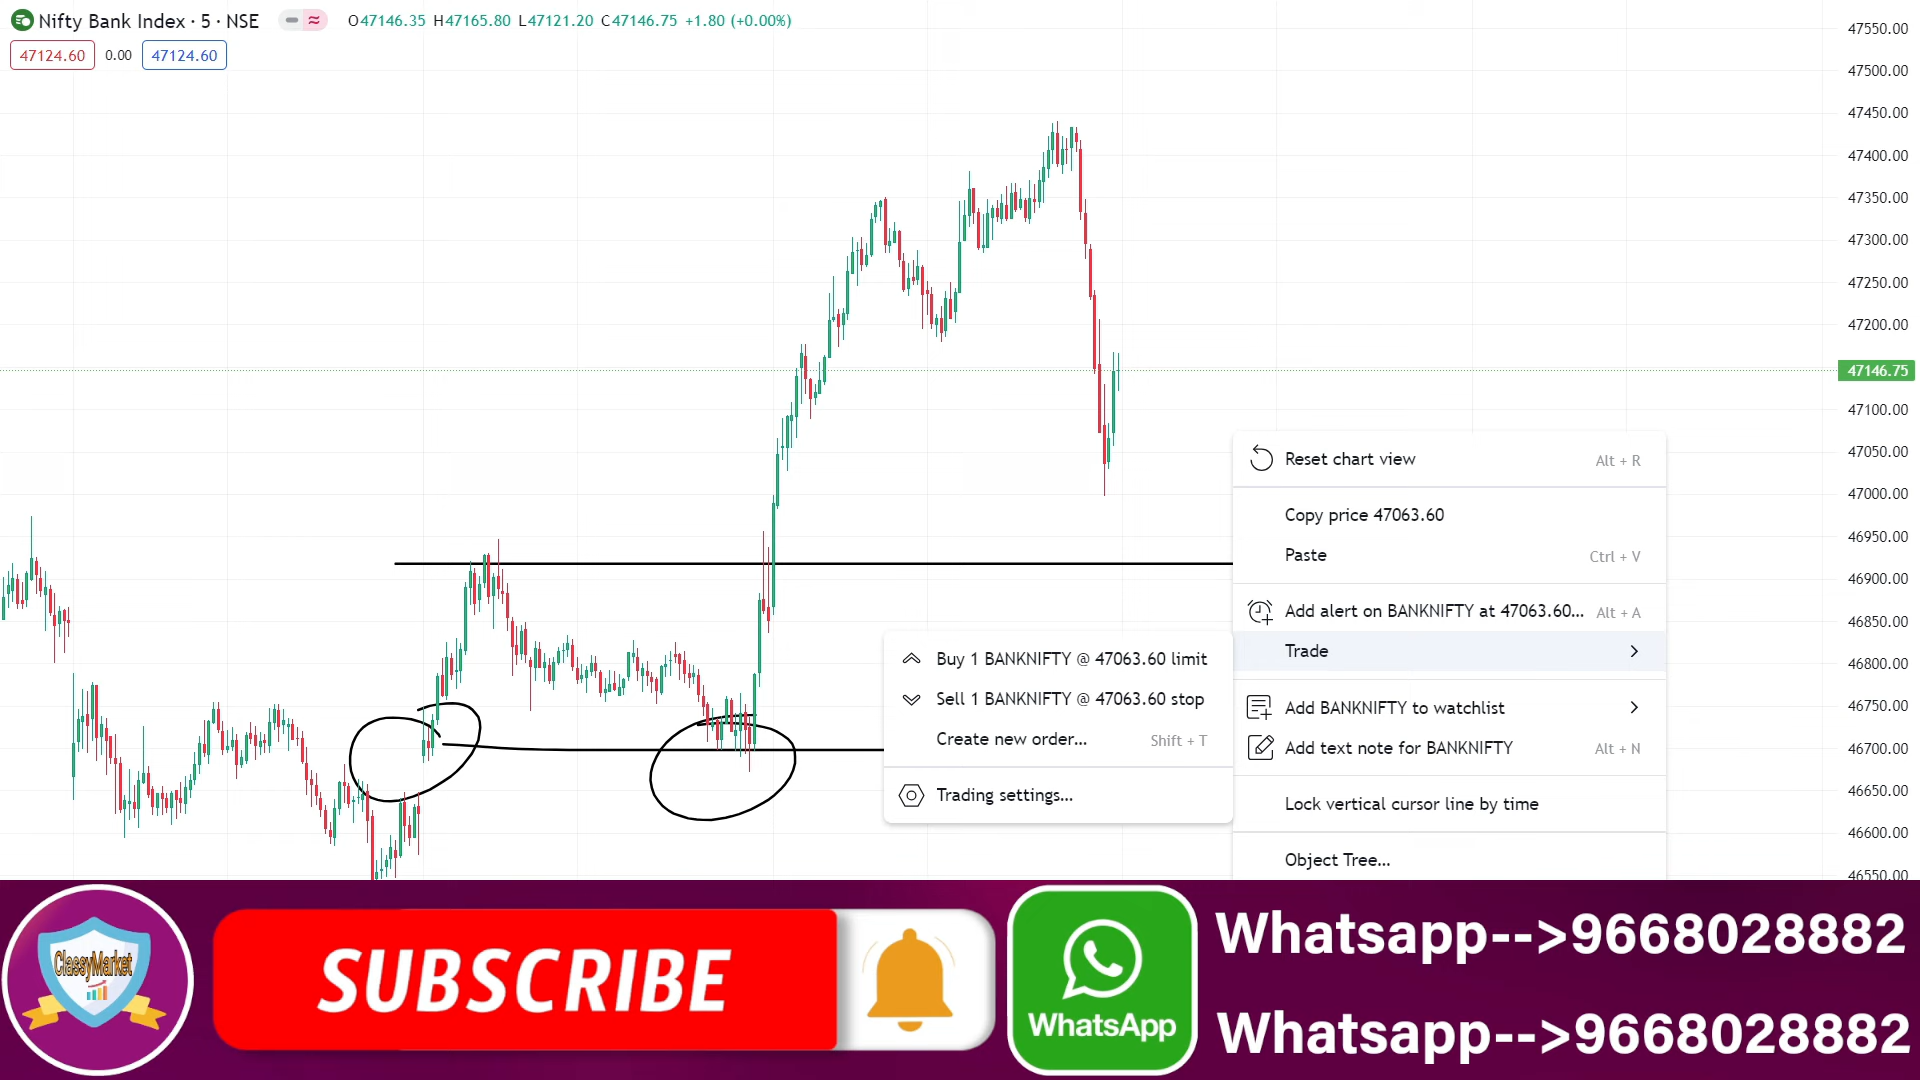 Nifty Bank Index · 5 · NSE
O47146.35 H47165.80 L47121.20 C47146.75 +1.80 (+0.00%)
47124.60 0.00 47124.60
47550.00
47500.00
47450.00
47400.00
47350.00
47300.00
47250.00
47200.00
47146.75
47100.00
47050.00
47000.00
46950.00
46900.00
46850.00
46800.00
46750.00
46700.00
46650.00
46600.00
46550.00
Reset chart view Alt + R
Copy price 47063.60
Paste Ctrl + V
Add alert on BANKNIFTY at 47063.60... Alt + A
Trade
Add BANKNIFTY to watchlist
Add text note for BANKNIFTY Alt + N
Lock vertical cursor line by time
Object Tree...
Buy 1 BANKNIFTY @ 47063.60 limit
Sell 1 BANKNIFTY @ 47063.60 stop
Create new order... Shift + T
Trading settings...
ClassyMarket
SUBSCRIBE
WhatsApp
Whatsapp-->9668028882
Whatsapp-->9668028882